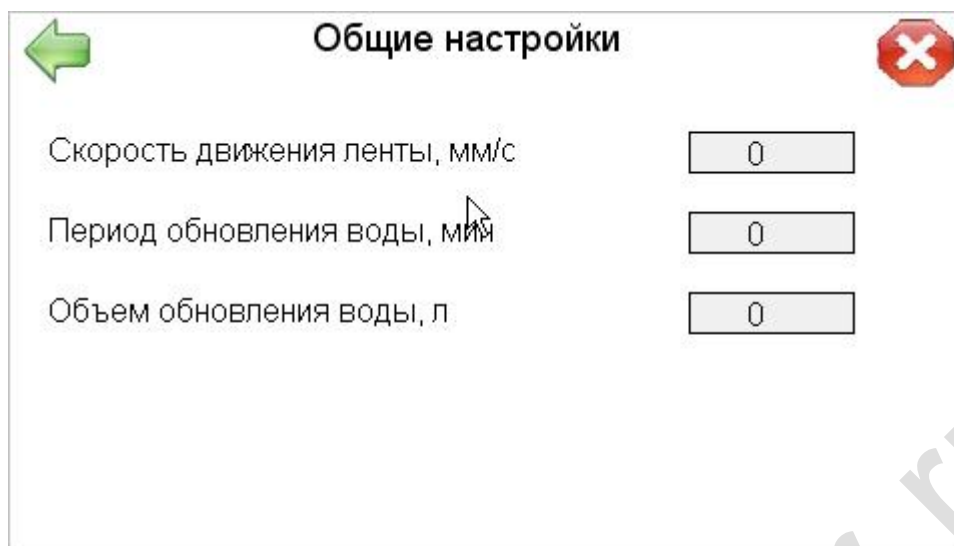 Общие настройки
Скорость движения ленты, мм/с 0
Период обновления воды, мин 0
Объем обновления воды, л 0